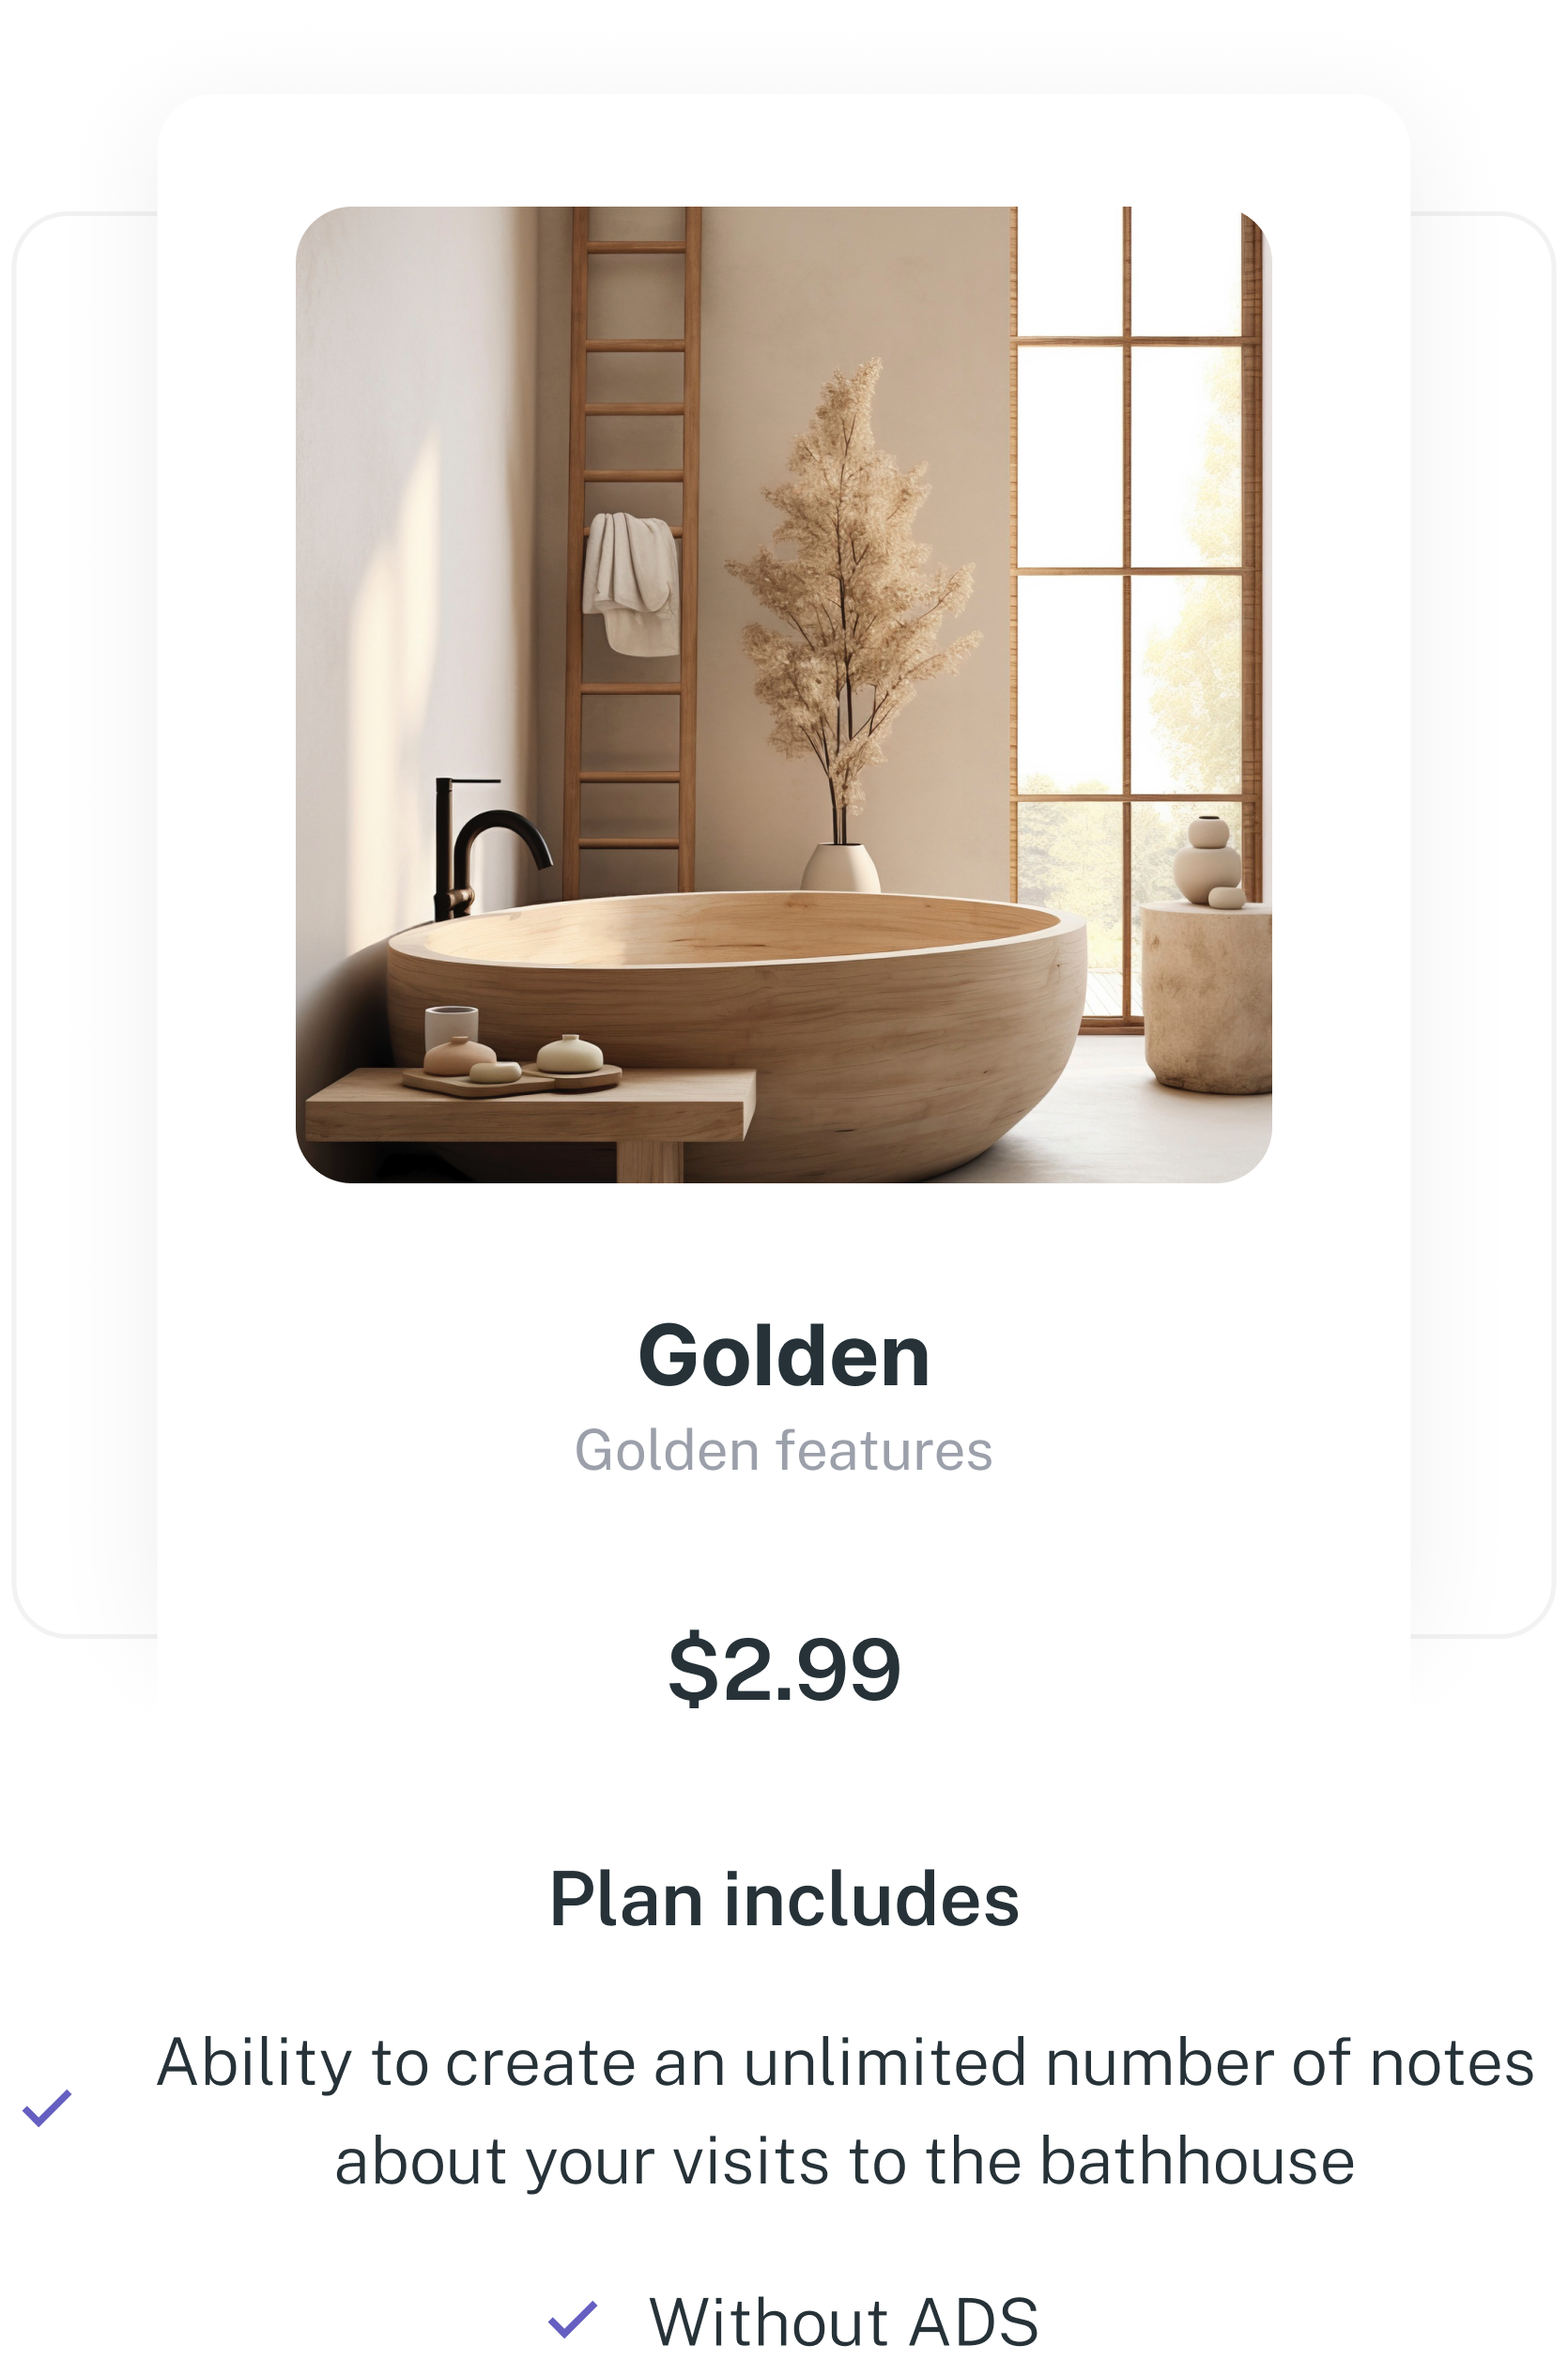 Golden
Golden features
$2.99
Plan includes
Ability to create an unlimited number of notes
about your visits to the bathhouse
Without ADS